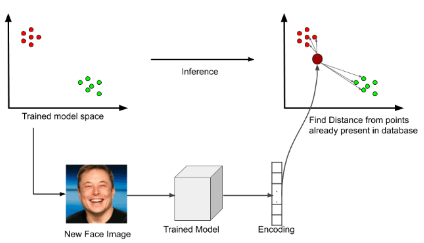 Inference
Trained model space
Find Distance from points
already present in database
New Face Image
Trained Model
Encoding